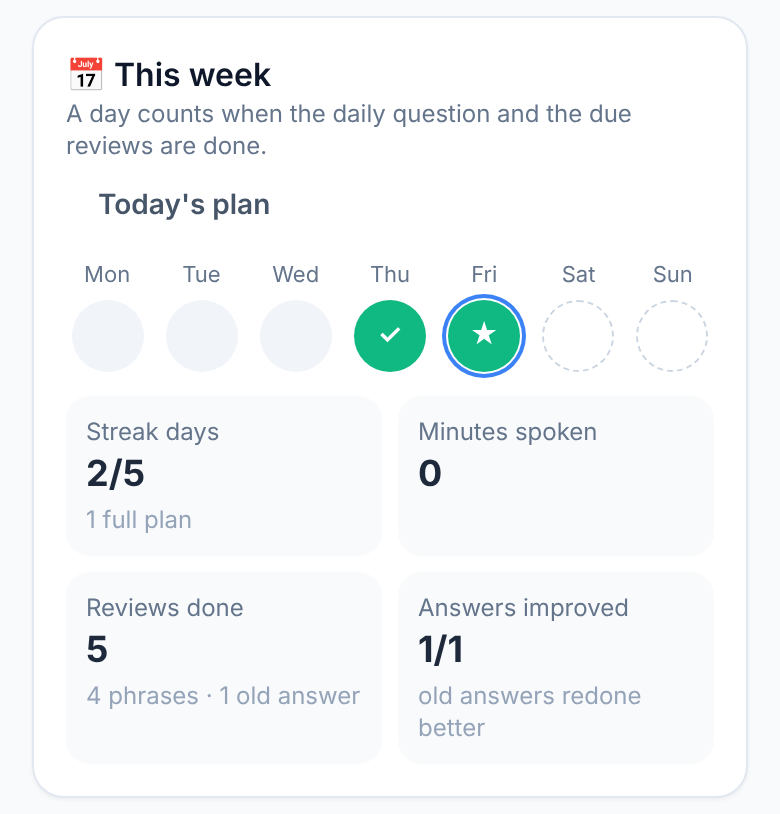 📅 This week
A day counts when the daily question and the due
reviews are done.
Today's plan
Mon Tue Wed Thu Fri Sat Sun
Streak days
2/5
1 full plan
Minutes spoken
0
Reviews done
5
4 phrases · 1 old answer
Answers improved
1/1
old answers redone
better